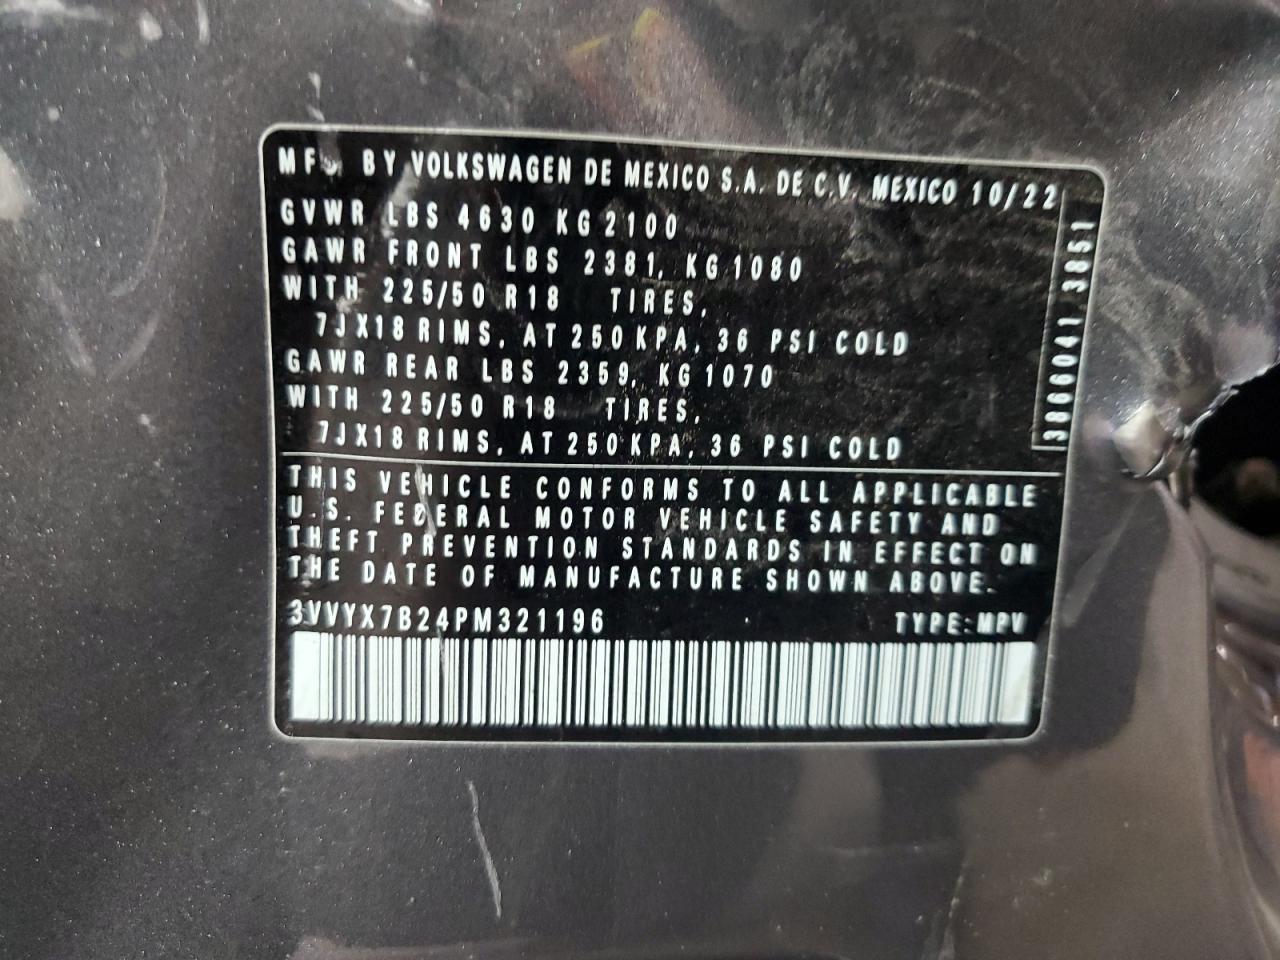 MFG. BY VOLKSWAGEN DE MEXICO S.A. DE C.V. MEXICO 10/22
GVWR LBS 4630 KG 2100
GAWR FRONT LBS 2381, KG 1080
WITH 225/50 R18 TIRES,
7JX18 RIMS, AT 250 KPA, 36 PSI COLD
GAWR REAR LBS 2359, KG 1070
WITH 225/50 R18 TIRES,
7JX18 RIMS, AT 250 KPA, 36 PSI COLD
3866041 3851
THIS VEHICLE CONFORMS TO ALL APPLICABLE
U.S. FEDERAL MOTOR VEHICLE SAFETY AND
THEFT PREVENTION STANDARDS IN EFFECT ON
THE DATE OF MANUFACTURE SHOWN ABOVE.
3VVYX7B24PM321196 TYPE: MPV